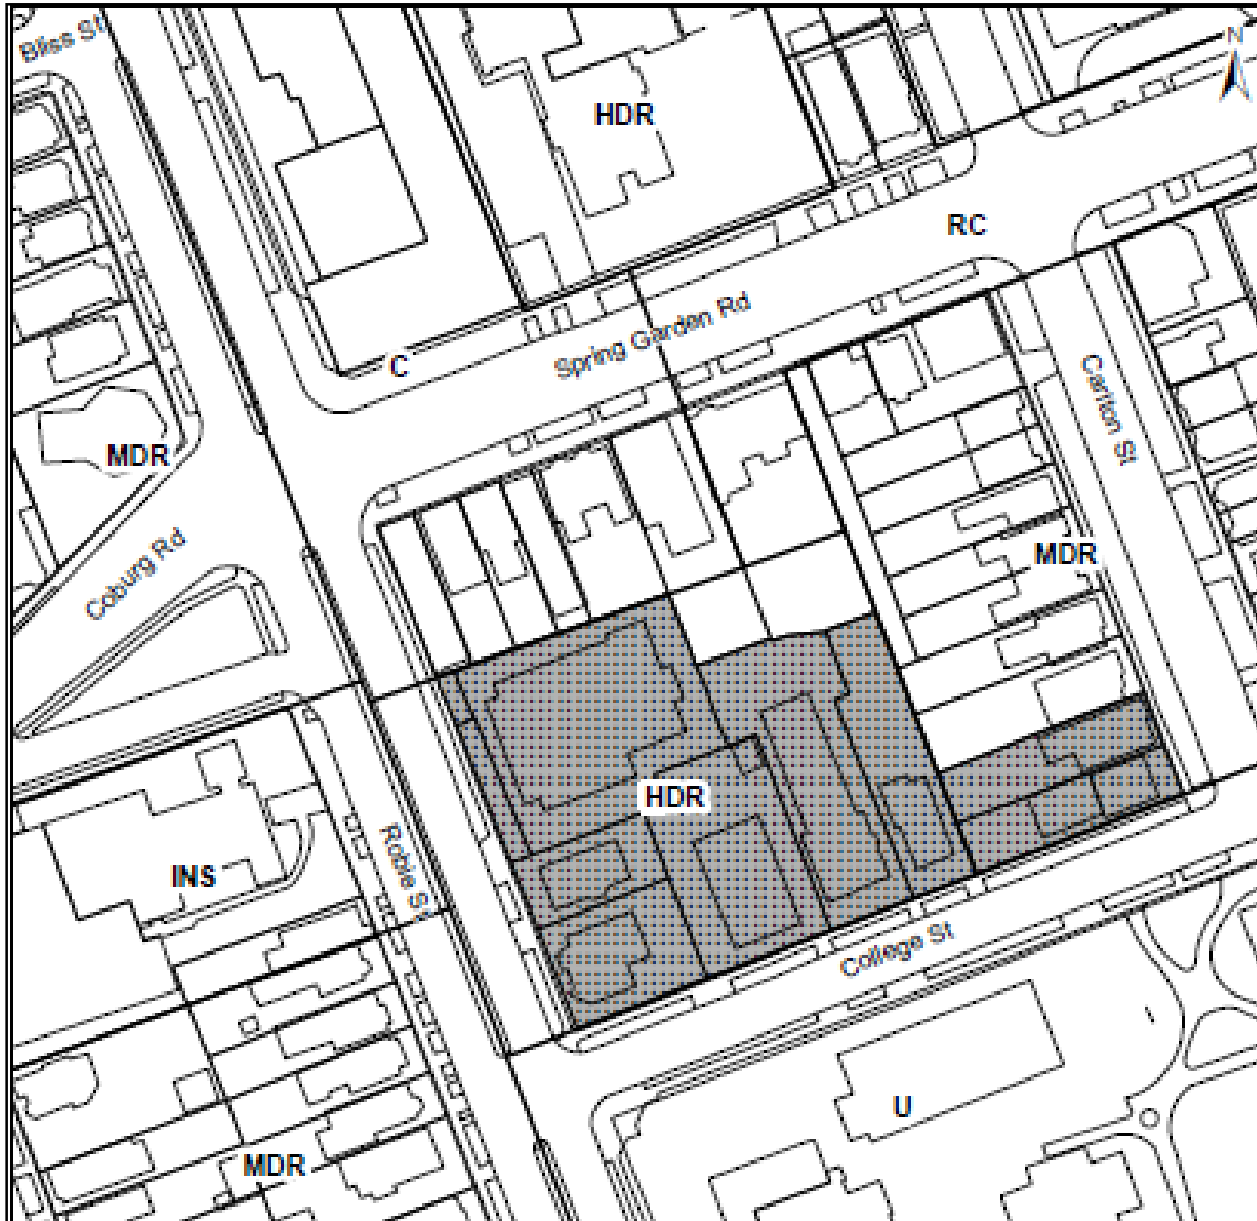 Bliss St
N
HDR
RC
Spring Garden Rd
C
Carlton St
MDR
Coburg Rd
MDR
HDR
Robie St
INS
College St
U
MDR